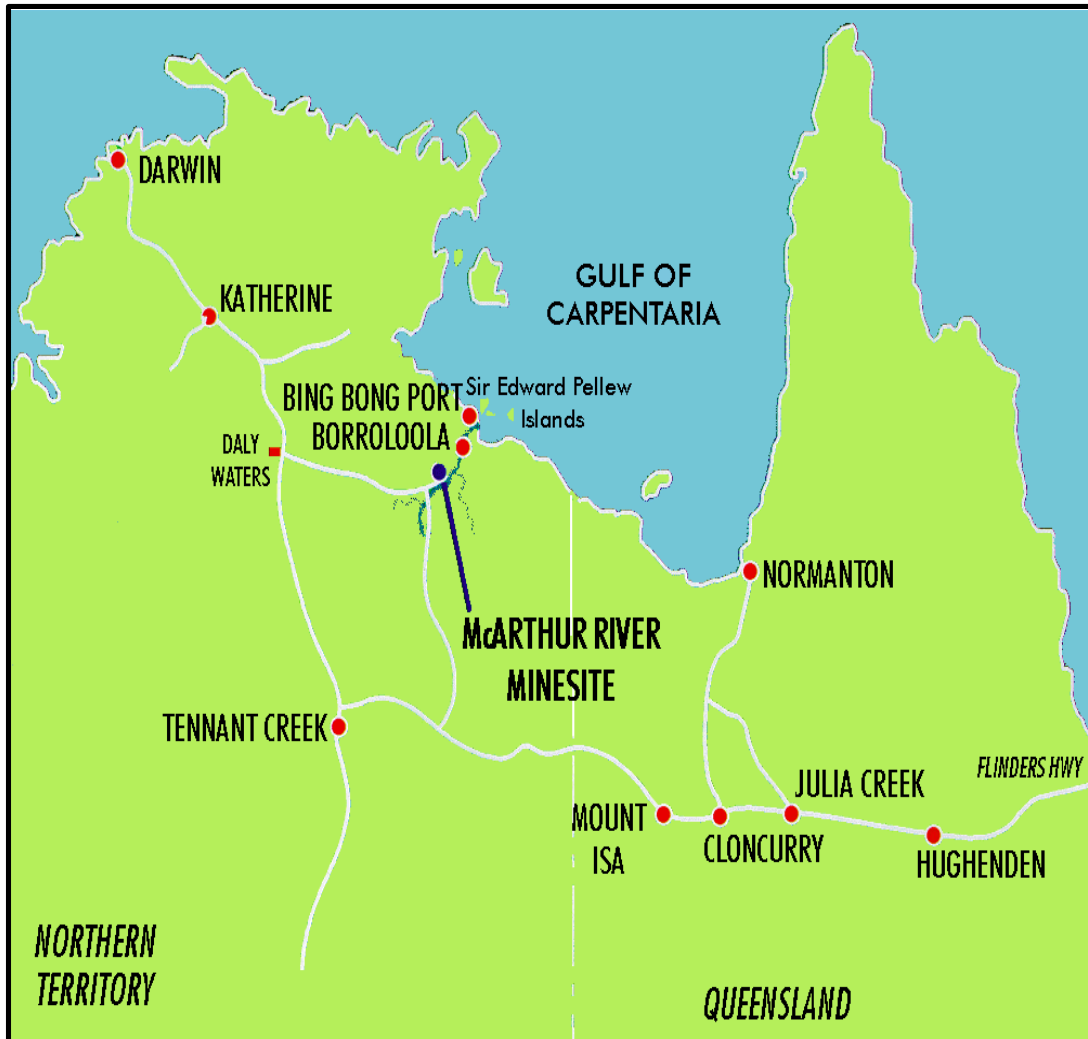 DARWIN
KATHERINE
GULF OF
CARPENTARIA
BING BONG PORT
Sir Edward Pellew
Islands
BORROLOOLA
DALY
WATERS
NORMANTON
McARTHUR RIVER
MINESITE
TENNANT CREEK
FLINDERS HWY
JULIA CREEK
MOUNT
ISA
CLONCURRY
HUGHENDEN
NORTHERN
TERRITORY
QUEENSLAND